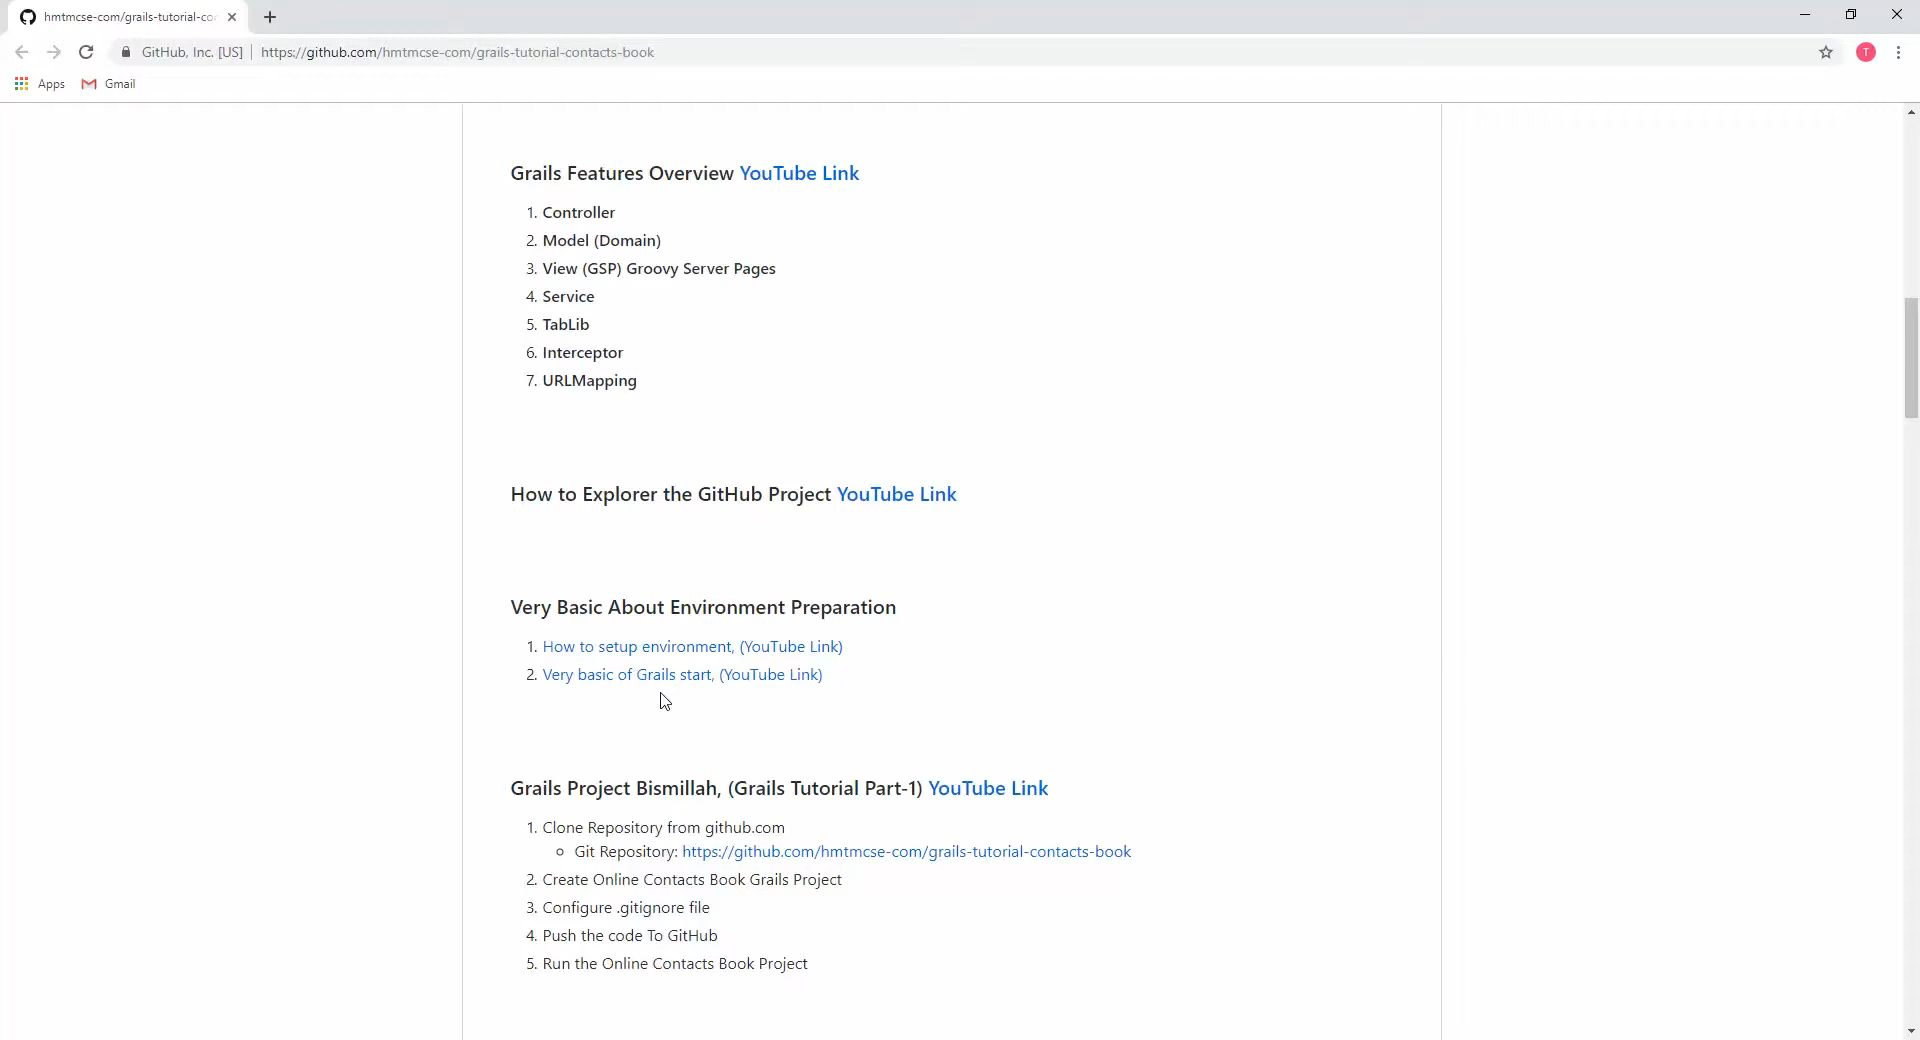 hmtmcse-com/grails-tutorial-co
GitHub, Inc. [US] | https://github.com/hmtmcse-com/grails-tutorial-contacts-book
T
Apps Gmail
Grails Features Overview YouTube Link
1. Controller
2. Model (Domain)
3. View (GSP) Groovy Server Pages
4. Service
5. TabLib
6. Interceptor
7. URLMapping
How to Explorer the GitHub Project YouTube Link
Very Basic About Environment Preparation
1. How to setup environment, (YouTube Link)
2. Very basic of Grails start, (YouTube Link)
Grails Project Bismillah, (Grails Tutorial Part-1) YouTube Link
1. Clone Repository from github.com
Git Repository: https://github.com/hmtmcse-com/grails-tutorial-contacts-book
2. Create Online Contacts Book Grails Project
3. Configure .gitignore file
4. Push the code To GitHub
5. Run the Online Contacts Book Project